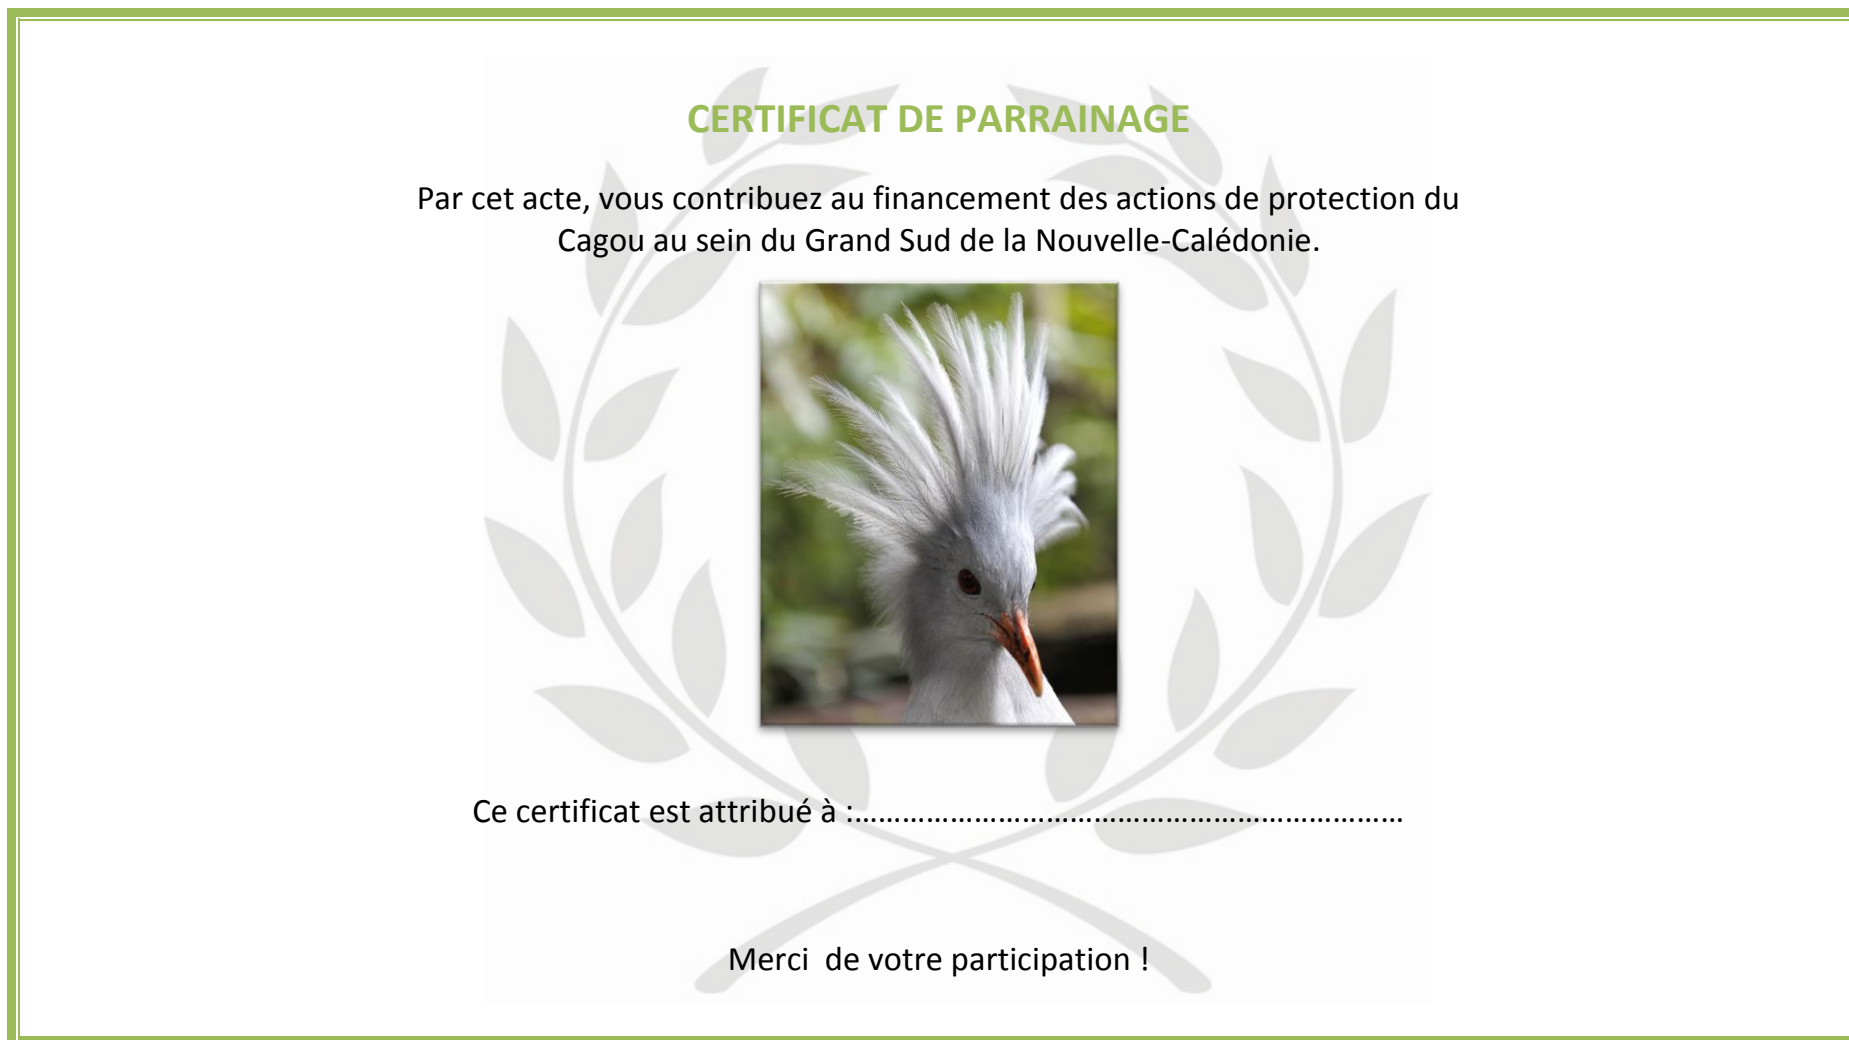 CERTIFICAT DE PARRAINAGE
Par cet acte, vous contribuez au financement des actions de protection du
Cagou au sein du Grand Sud de la Nouvelle-Calédonie.
Ce certificat est attribué à :……………………………………………………………
Merci  de votre participation !